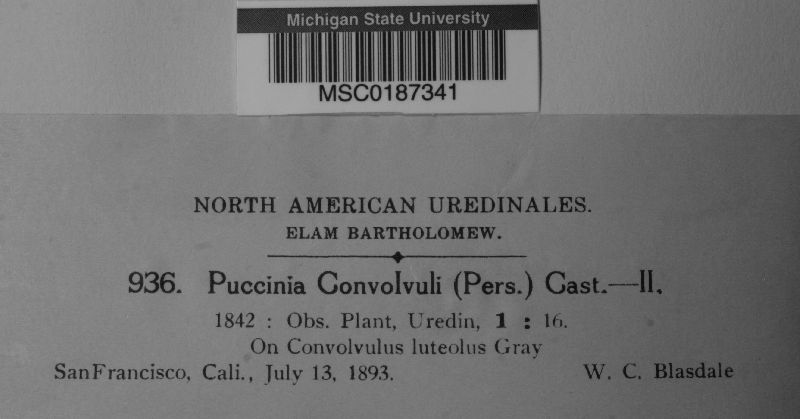 Michigan State University
MSC0187341
NORTH AMERICAN UREDINALES.
ELAM BARTHOLOMEW.
936. Puccinia Convolvuli (Pers.) Cast.—II.
1842 : Obs. Plant, Uredin, 1 : 16.
On Convolvulus luteolus Gray
SanFrancisco, Cali., July 13, 1893. W. C. Blasdale